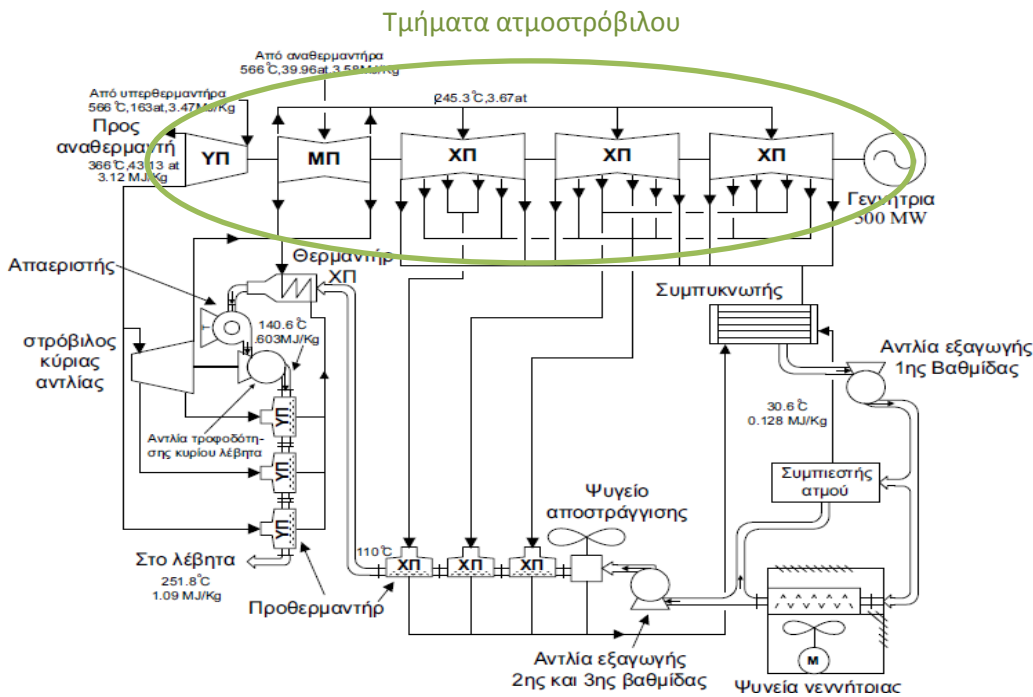 Τμήματα ατμοστρόβιλου
Από αναθερμαντήρα
566°C,39.96at,3.58MJ/Kg
Από υπερθερμαντήρα
566°C,163at,3.47MJ/Kg
245.3°C,3.67at
Προς
αναθερμαντή
366°C,43.13 at
3.12 MJ/Kg
ΥΠ
ΜΠ
ΧΠ
ΧΠ
ΧΠ
Γεννήτρια
500 MW
Απαεριστής
Θερμαντήρ
ΧΠ
Συμπυκνωτής
στρόβιλος
κύριας
αντλίας
140.6°C
.603MJ/Kg
Αντλία εξαγωγής
1ης Βαθμίδας
30.6°C
0.128 MJ/Kg
Αντλία τροφοδότη-
σης κυρίου λέβητα
ΥΠ
ΥΠ
ΥΠ
Συμπιεστής
ατμού
Ψυγείο
αποστράγγισης
Στο λέβητα
251.8°C
1.09 MJ/Kg
110°C
ΧΠ
ΧΠ
ΧΠ
Προθερμαντήρ
Αντλία εξαγωγής
2ης και 3ης βαθμίδας
M
Ψυγεία γεννήτριας